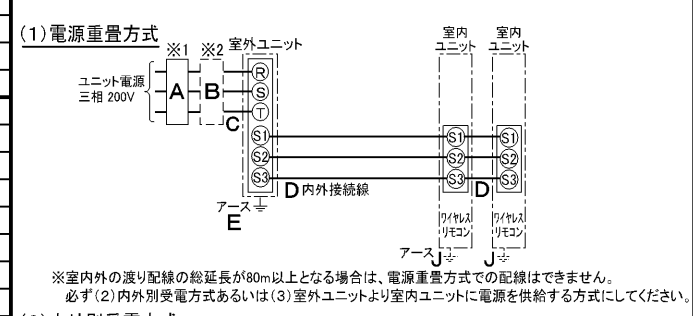 (1)電源重畳方式
※1 ※2 室外ユニット 室内ユニット 室内ユニット
ユニット電源
三相 200V
A B
R
S
T
C
S1 S1 S1
S2 S2 S2
S3 S3 D S3
D 内外接続線
アース
E
ワイヤレスリモコン ワイヤレスリモコン
アース J J
※室内外の渡り配線の総延長が80m以上となる場合は、電源重畳方式での配線はできません。
必ず(2)内外別受電方式あるいは(3)室外ユニットより室内ユニットに電源を供給する方式にしてください。